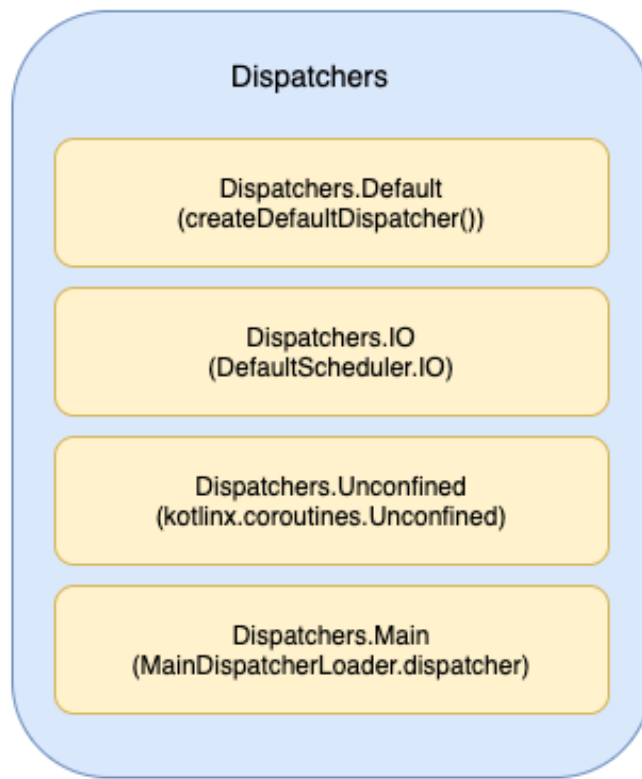 Dispatchers
Dispatchers.Default
(createDefaultDispatcher())
Dispatchers.IO
(DefaultScheduler.IO)
Dispatchers.Unconfined
(kotlinx.coroutines.Unconfined)
Dispatchers.Main
(MainDispatcherLoader.dispatcher)